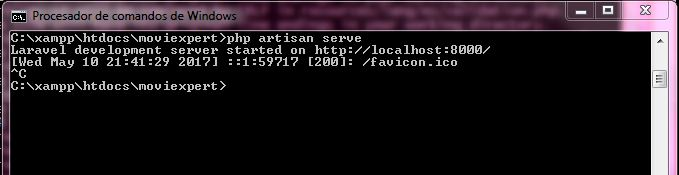 Procesador de comandos de Windows
C:\xampp\htdocs\moviexpert>php artisan serve
Laravel development server started on http://localhost:8000/
[Wed May 10 21:41:29 2017] ::1:59717 [200]: /favicon.ico
^C
C:\xampp\htdocs\moviexpert>